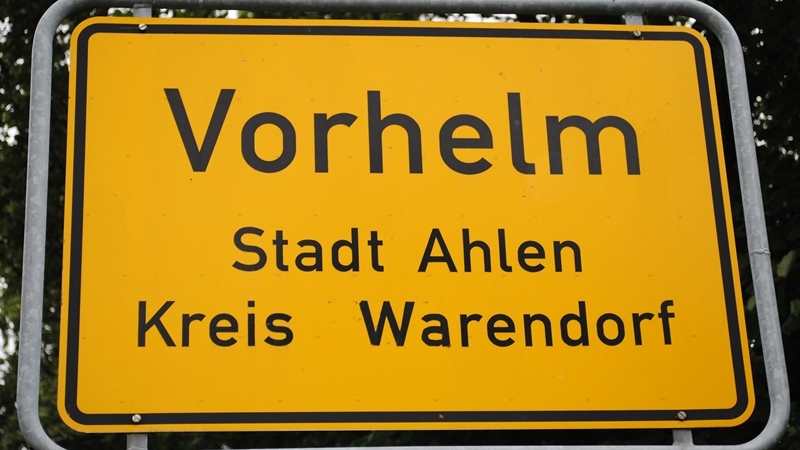 Vorhelm
Stadt Ahlen
Kreis Warendorf